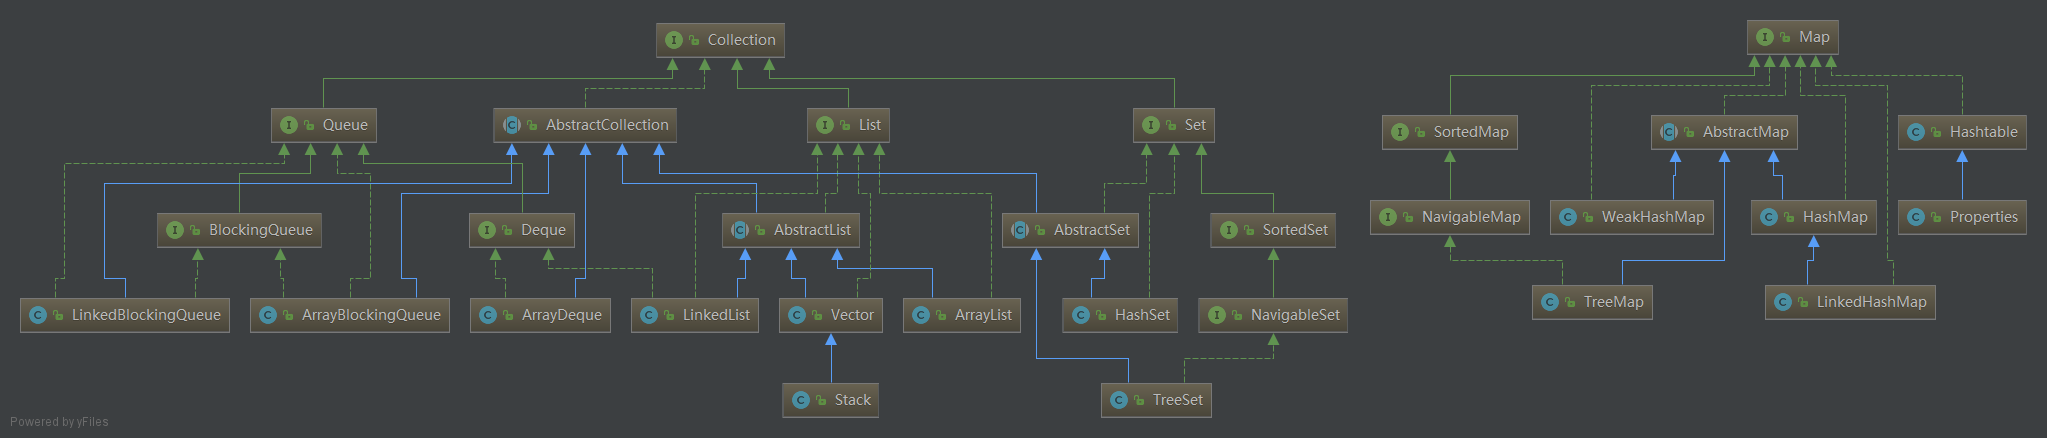 Collection
Map
Queue
AbstractCollection
List
Set
SortedMap
AbstractMap
Hashtable
BlockingQueue
Deque
AbstractList
AbstractSet
SortedSet
NavigableMap
WeakHashMap
HashMap
Properties
LinkedBlockingQueue
ArrayBlockingQueue
ArrayDeque
LinkedList
Vector
ArrayList
HashSet
NavigableSet
TreeMap
LinkedHashMap
Stack
TreeSet
Powered by yFiles